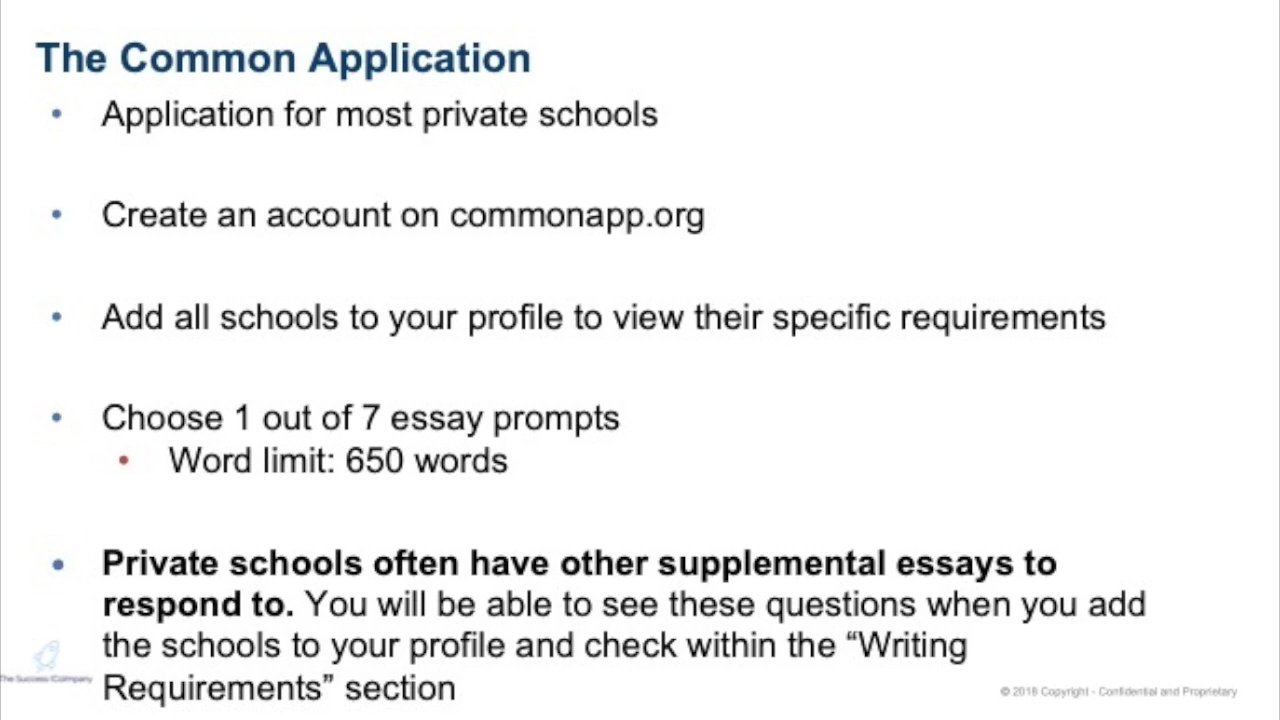 The Common Application
• Application for most private schools
• Create an account on commonapp.org
• Add all schools to your profile to view their specific requirements
• Choose 1 out of 7 essay prompts
• Word limit: 650 words
• Private schools often have other supplemental essays to
respond to. You will be able to see these questions when you add
the schools to your profile and check within the “Writing
Requirements” section
The Success Company
© 2018 Copyright - Confidential and Proprietary